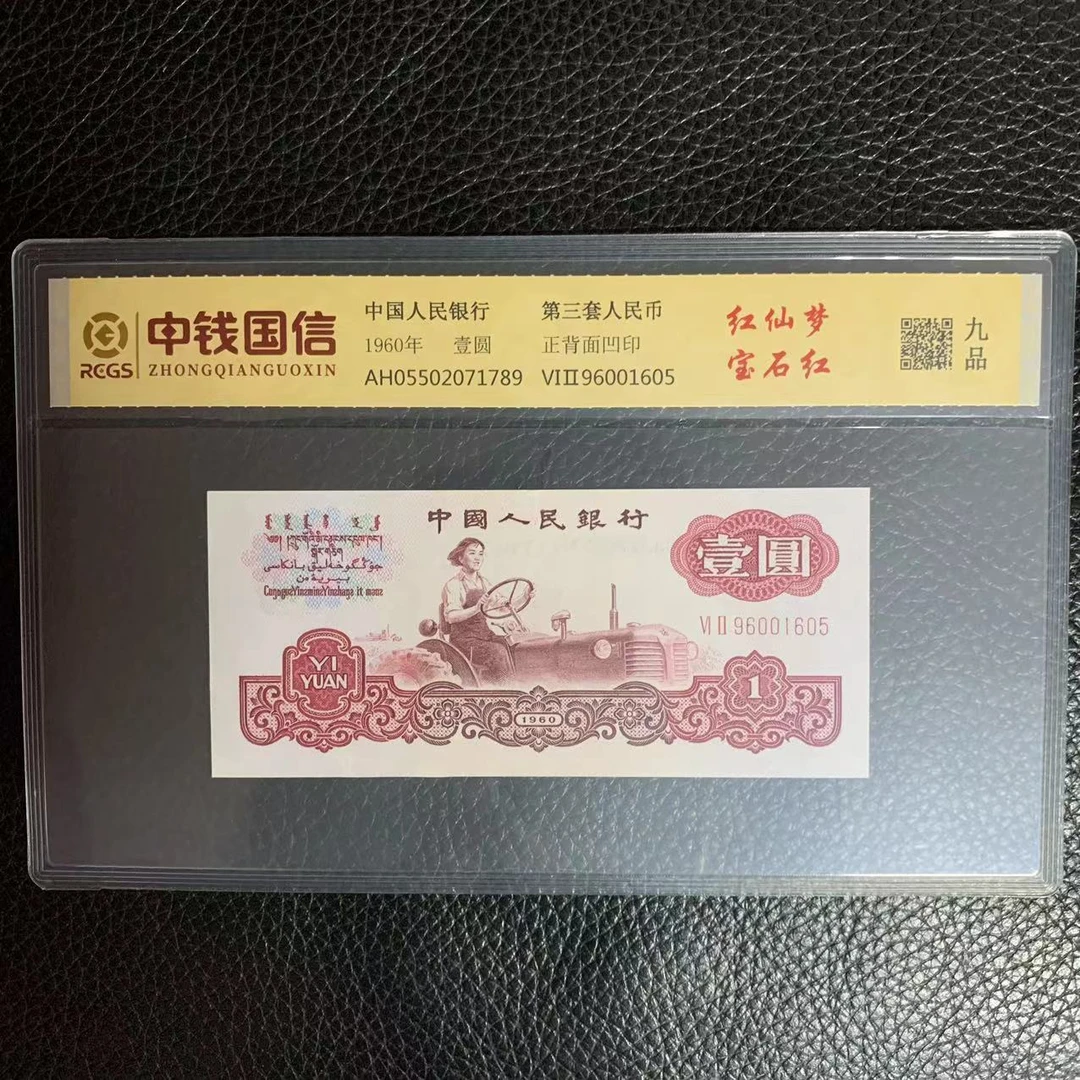 中钱国信
RCGS
ZHONGQIANGUOXIN
中国人民银行 第三套人民币
1960年 壹圆 正背面凹印
AH05502071789 VIⅡ96001605
红仙梦
宝石红
九品
中國人民銀行
壹圓
VIⅡ96001605
YI
YUAN
1
1960